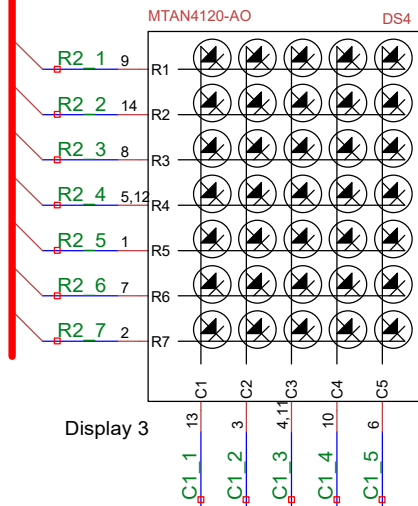 MTAN4120-AO DS4
R2_1 9 R1
R2_2 14 R2
R2_3 8 R3
R2_4 5,12 R4
R2_5 1 R5
R2_6 7 R6
R2_7 2 R7
C1 C2 C3 C4 C5
13 3 4,11 10 6
Display 3
C1_1 C1_2 C1_3 C1_4 C1_5